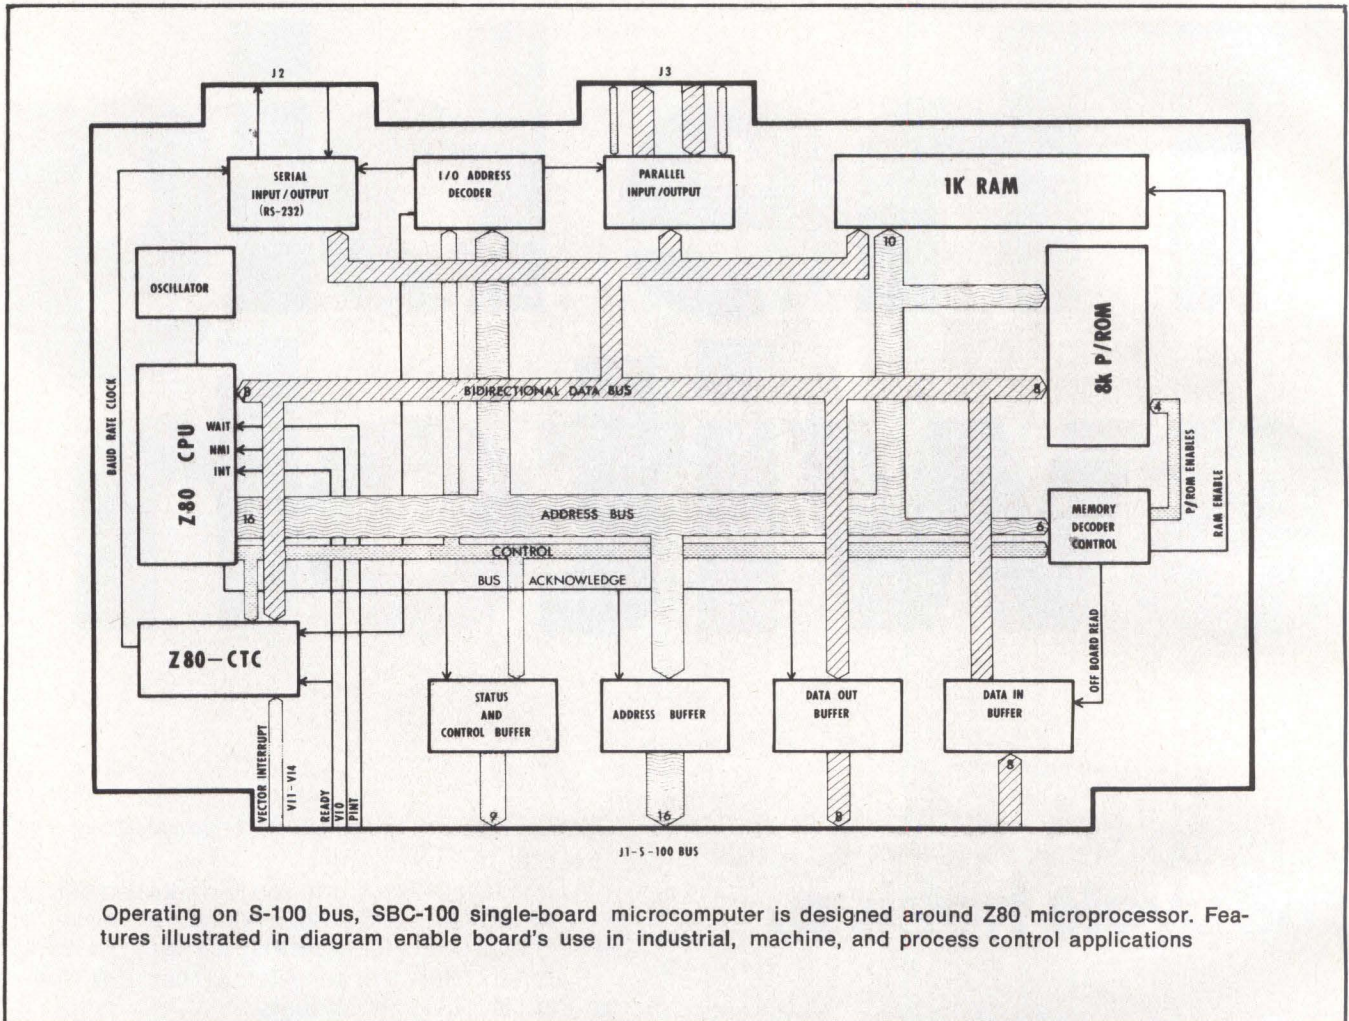 J2
J3
SERIAL
INPUT/OUTPUT
(RS-232)
I/O ADDRESS
DECODER
PARALLEL
INPUT/OUTPUT
1K RAM
10
OSCILLATOR
8k P/ROM
BAUD RATE CLOCK
8
BIDIRECTIONAL DATA BUS
8
4
WAIT
NMI
INT
Z80 CPU
P/ROM ENABLES
RAM ENABLE
16
ADDRESS BUS
6
MEMORY
DECODER
CONTROL
CONTROL
BUS ACKNOWLEDGE
Z80-CTC
OFF BOARD READ
STATUS
AND
CONTROL BUFFER
ADDRESS BUFFER
DATA OUT
BUFFER
DATA IN
BUFFER
VECTOR INTERRUPT
VI1-VI4
READY
VI0
PINT
9
16
8
8
J1-S-100 BUS
Operating on S-100 bus, SBC-100 single-board microcomputer is designed around Z80 microprocessor. Fea-
tures illustrated in diagram enable board's use in industrial, machine, and process control applications